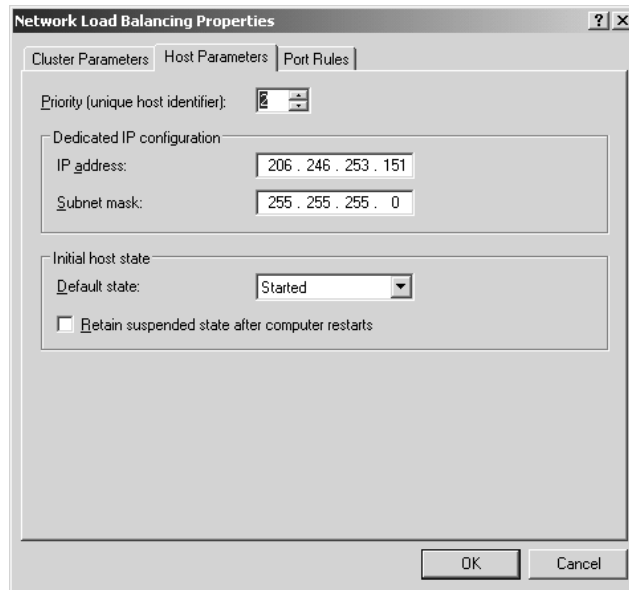 Network Load Balancing Properties
Cluster Parameters Host Parameters Port Rules
Priority (unique host identifier): 2
Dedicated IP configuration
IP address: 206 . 246 . 253 . 151
Subnet mask: 255 . 255 . 255 . 0
Initial host state
Default state: Started
Retain suspended state after computer restarts
OK Cancel